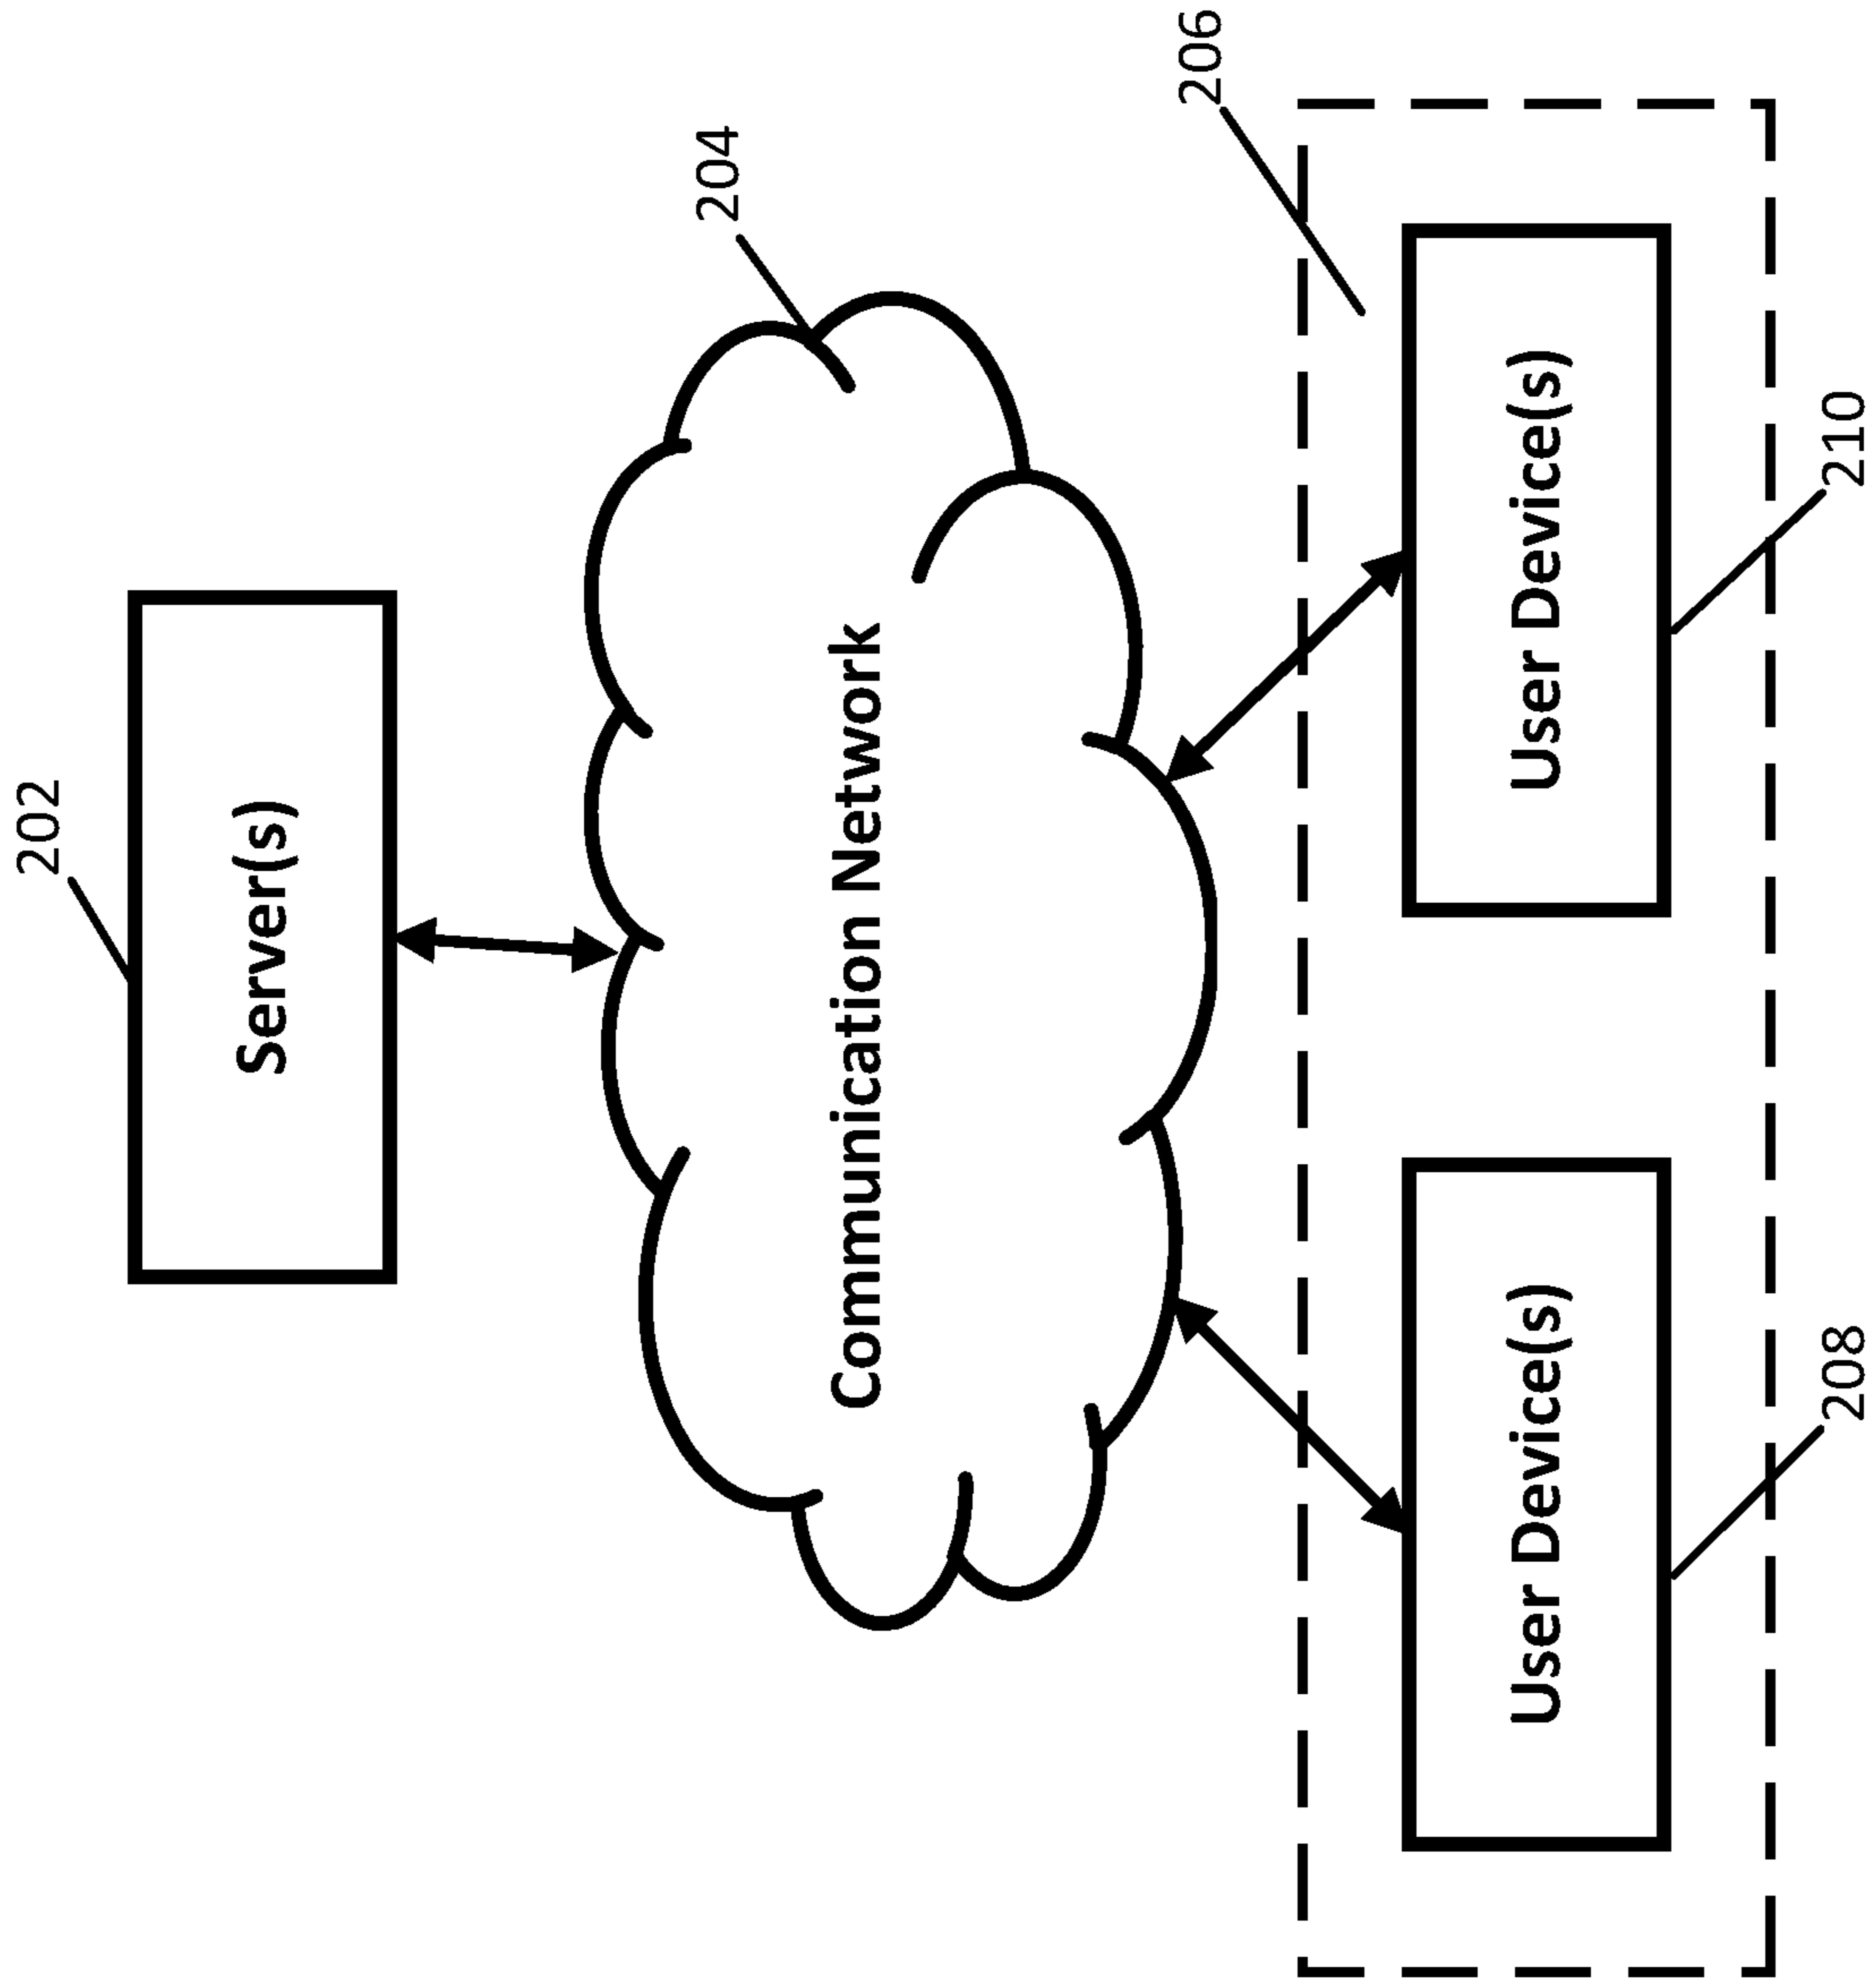 202
Server(s)
204
Communication Network
206
User Device(s)
User Device(s)
208
210